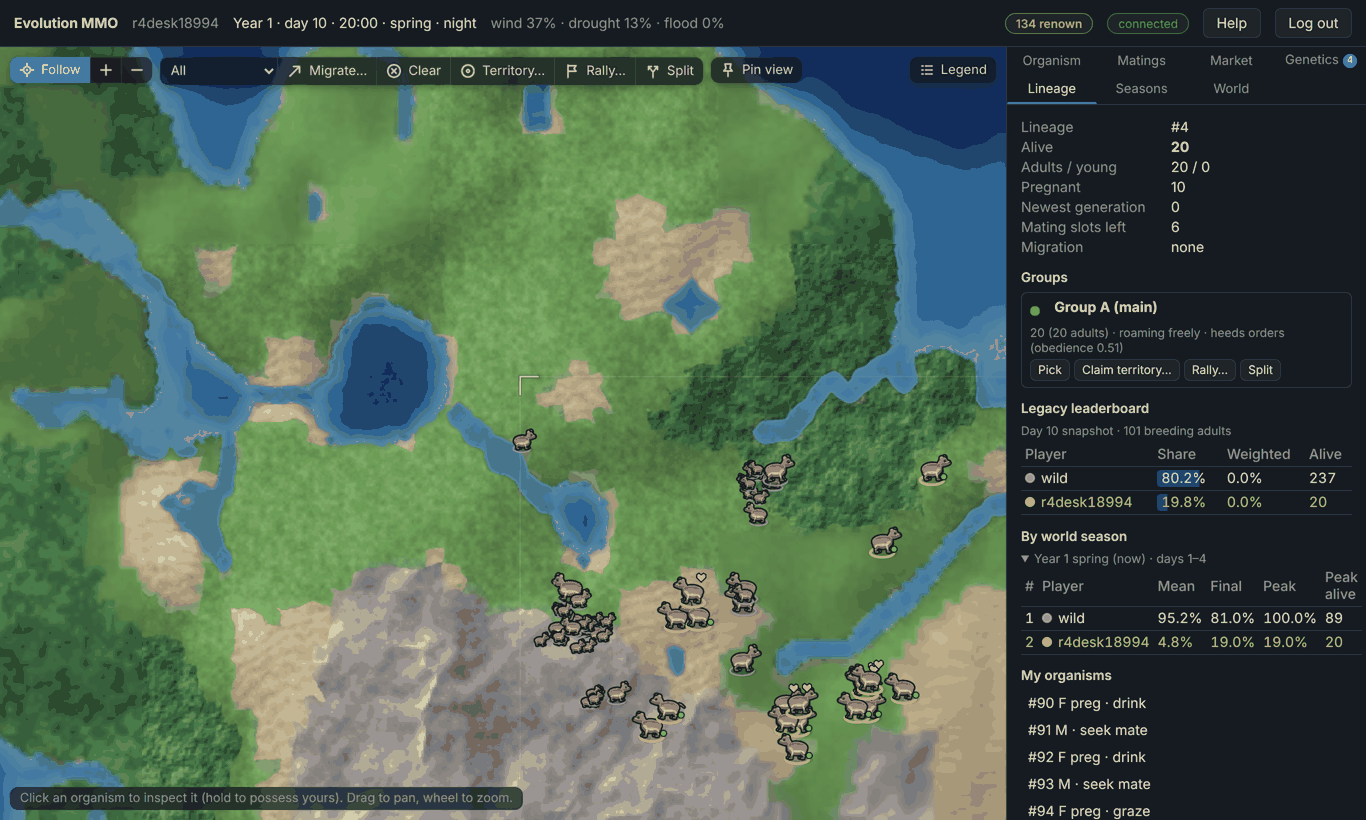 Evolution MMO r4desk18994 Year 1 · day 10 · 20:00 · spring · night wind 37% · drought 13% · flood 0% 134 renown connected Help Log out
Follow + − All Migrate... Clear Territory... Rally... Split Pin view Legend
Organism Matings Market Genetics 4
Lineage Seasons World
Lineage #4
Alive 20
Adults / young 20 / 0
Pregnant 10
Newest generation 0
Mating slots left 6
Migration none
Groups
Group A (main)
20 (20 adults) · roaming freely · heeds orders
(obedience 0.51)
Pick Claim territory... Rally... Split
Legacy leaderboard
Day 10 snapshot · 101 breeding adults
Player Share Weighted Alive
wild 80.2% 0.0% 237
r4desk18994 19.8% 0.0% 20
By world season
▼ Year 1 spring (now) · days 1–4
# Player Mean Final Peak Peak alive
1 wild 95.2% 81.0% 100.0% 89
2 r4desk18994 4.8% 19.0% 19.0% 20
My organisms
#90 F preg · drink
#91 M · seek mate
#92 F preg · drink
#93 M · seek mate
#94 F preg · graze
Click an organism to inspect it (hold to possess yours). Drag to pan, wheel to zoom.